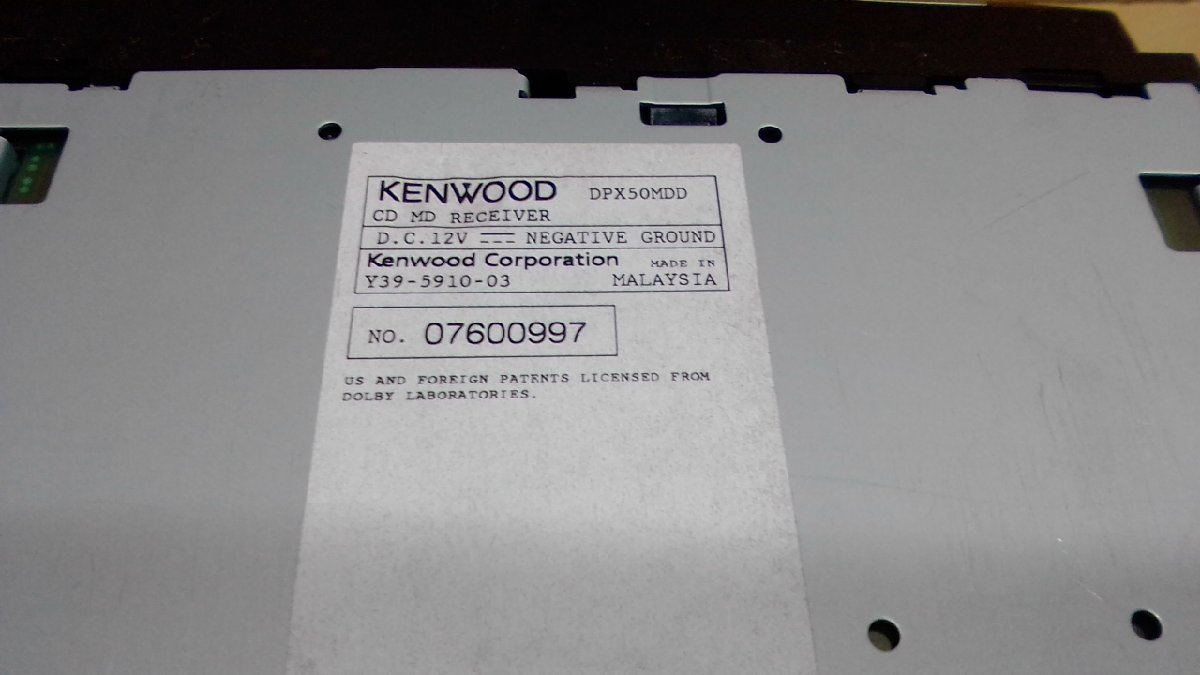 KENWOOD DPX50MDD
CD MD RECEIVER
D.C.12V ⎓ NEGATIVE GROUND
Kenwood Corporation MADE IN
Y39-5910-03 MALAYSIA
NO. 07600997
US AND FOREIGN PATENTS LICENSED FROM
DOLBY LABORATORIES.